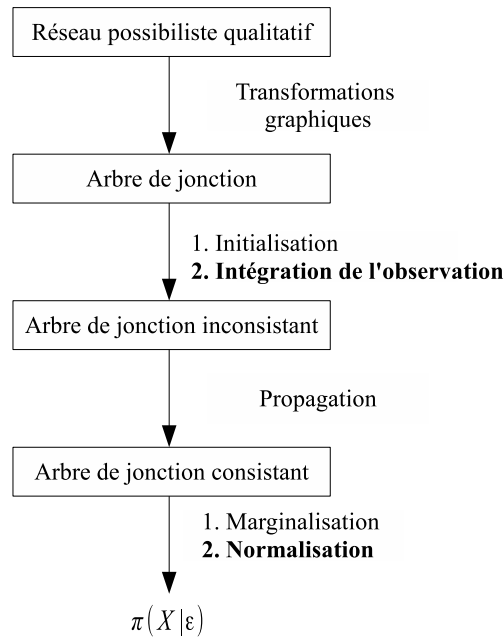 Réseau possibiliste qualitatif
Transformations
graphiques
Arbre de jonction
1. Initialisation
2. Intégration de l'observation
Arbre de jonction inconsistant
Propagation
Arbre de jonction consistant
1. Marginalisation
2. Normalisation
π(X|ε)